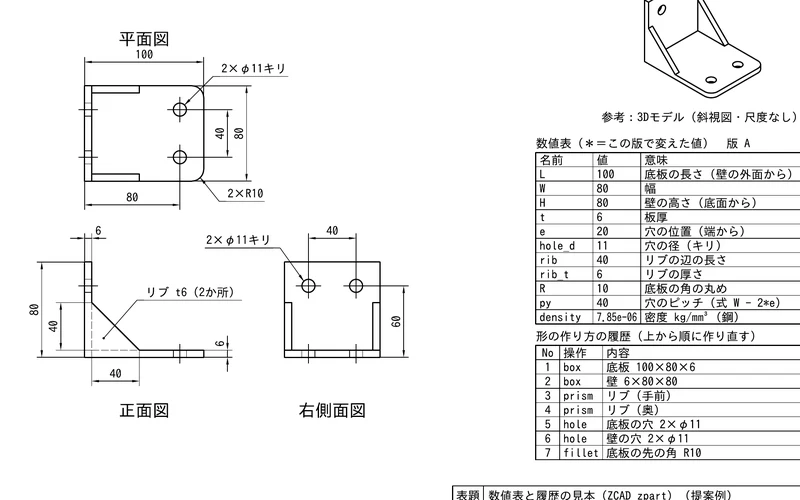 平面図
100
2×φ11キリ
40
80
80
2×R10
6
2×φ11キリ
40
リブ t6（2か所）
80
40
6
60
40
正面図
右側面図
参考：3Dモデル（斜視図・尺度なし）
数値表（＊＝この版で変えた値） 版 A
名前 値 意味
L 100 底板の長さ（壁の外面から）
W 80 幅
H 80 壁の高さ（底面から）
t 6 板厚
e 20 穴の位置（端から）
hole_d 11 穴の径（キリ）
rib 40 リブの辺の長さ
rib_t 6 リブの厚さ
R 10 底板の角の丸め
py 40 穴のピッチ（式 W - 2*e）
density 7.85e-06 密度 kg/mm³（鋼）
形の作り方の履歴（上から順に作り直す）
No 操作 内容
1 box 底板 100×80×6
2 box 壁 6×80×80
3 prism リブ（手前）
4 prism リブ（奥）
5 hole 底板の穴 2×φ11
6 hole 壁の穴 2×φ11
7 fillet 底板の先の角 R10
表題 数値表と履歴の見本（ZCAD zpart）（提案例）